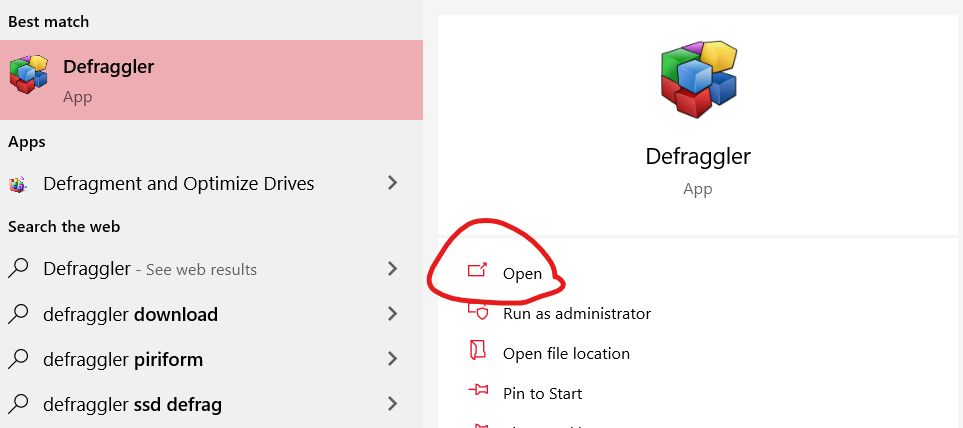 Best match
Defraggler
App
Apps
Defragment and Optimize Drives
Search the web
Defraggler - See web results
defraggler download
defraggler piriform
defraggler ssd defrag
Defraggler
App
Open
Run as administrator
Open file location
Pin to Start